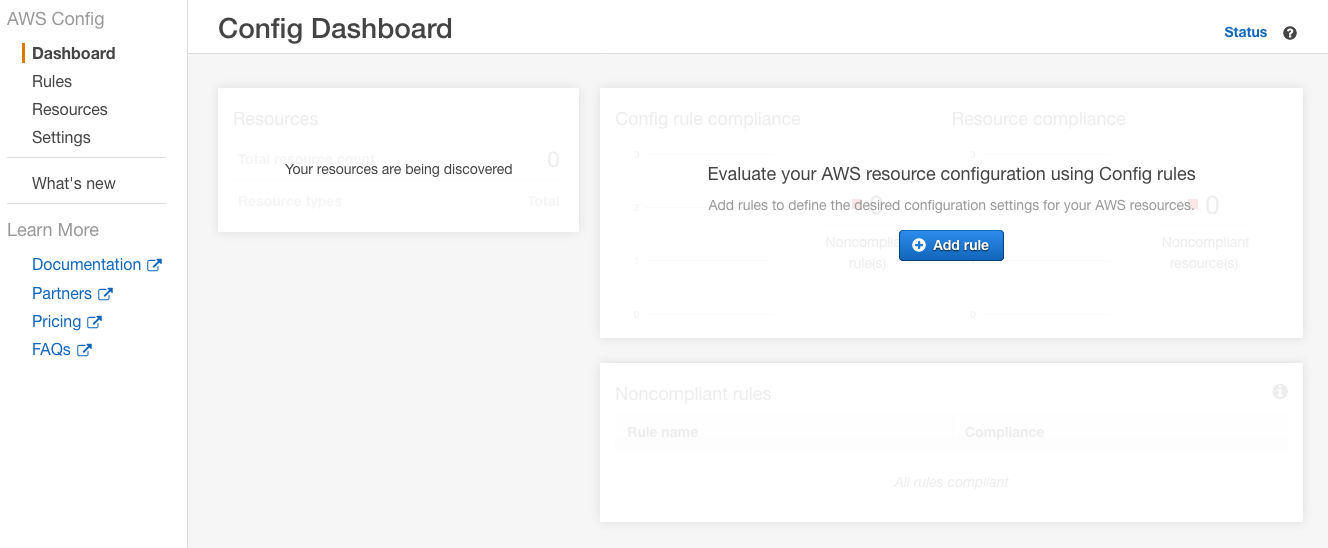 AWS Config
Dashboard
Rules
Resources
Settings
What's new
Learn More
Documentation
Partners
Pricing
FAQs
Config Dashboard
Status
Resources
Total resource count 0
Your resources are being discovered
Resource types Total
Config rule compliance
Resource compliance
3
3
Evaluate your AWS resource configuration using Config rules
Add rules to define the desired configuration settings for your AWS resources.
2
0
0
Noncompliant
rule(s)
Noncompliant
resource(s)
Add rule
1
0
0
Noncompliant rules
Rule name Compliance
All rules compliant